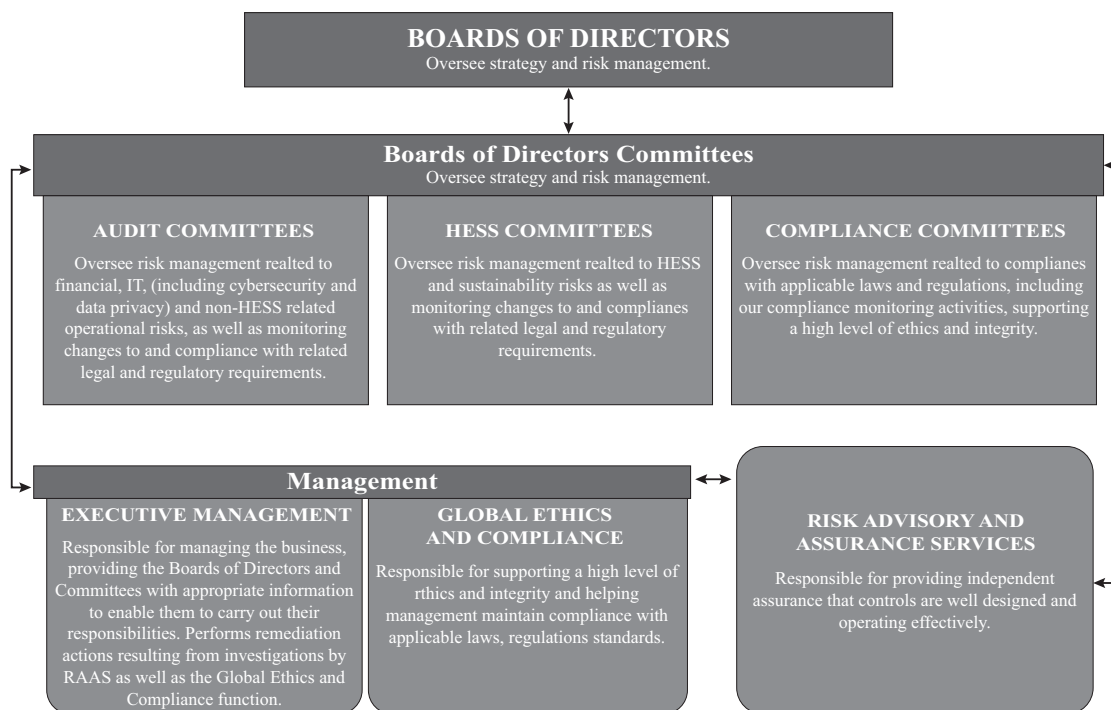 BOARDS OF DIRECTORS
Oversee strategy and risk management.
Boards of Directors Committees
Oversee strategy and risk management.
AUDIT COMMITTEES
Oversee risk management realted to
financial, IT, (including cybersecurity and
data privacy) and non-HESS related
operational risks, as well as monitoring
changes to and compliance with related
legal and regulatory requirements.
HESS COMMITTEES
Oversee risk management realted to HESS
and sustainability risks as well as
monitoring changes to and complianes
with related legal and regulatory
requirements.
COMPLIANCE COMMITTEES
Oversee risk management realted to complianes
with applicable laws and regulations, including
our compliance monitoring activities, supporting
a high level of ethics and integrity.
Management
EXECUTIVE MANAGEMENT
Responsible for managing the business,
providing the Boards of Directors and
Committees with appropriate information
to enable them to carry out their
responsibilities. Performs remediation
actions resulting from investigations by
RAAS as well as the Global Ethics and
Compliance function.
GLOBAL ETHICS
AND COMPLIANCE
Responsible for supporting a high level of
rthics and integrity and helping
management maintain compliance with
applicable laws, regulations standards.
RISK ADVISORY AND
ASSURANCE SERVICES
Responsible for providing independent
assurance that controls are well designed and
operating effectively.